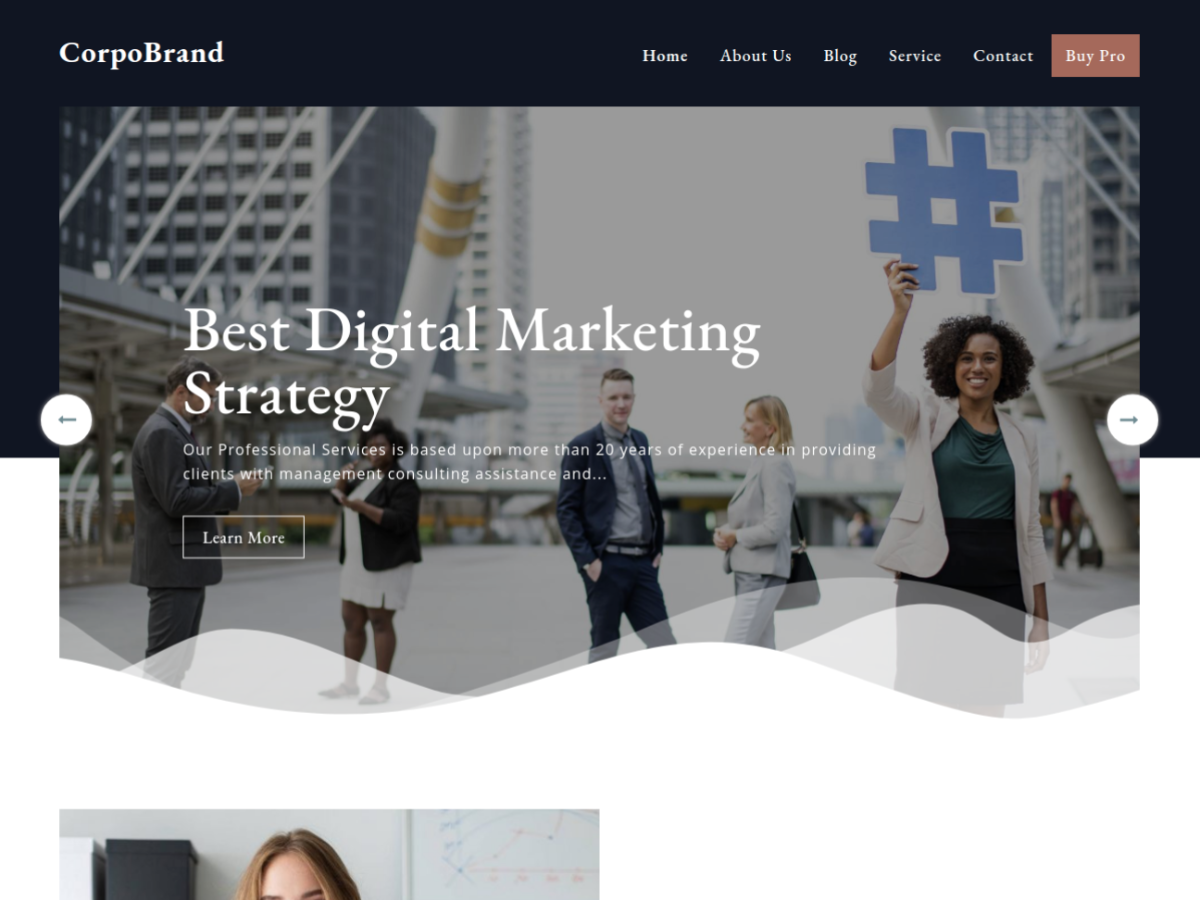 CorpoBrand
Home About Us Blog Service Contact Buy Pro
Best Digital Marketing
Strategy
Our Professional Services is based upon more than 20 years of experience in providing
clients with management consulting assistance and...
Learn More